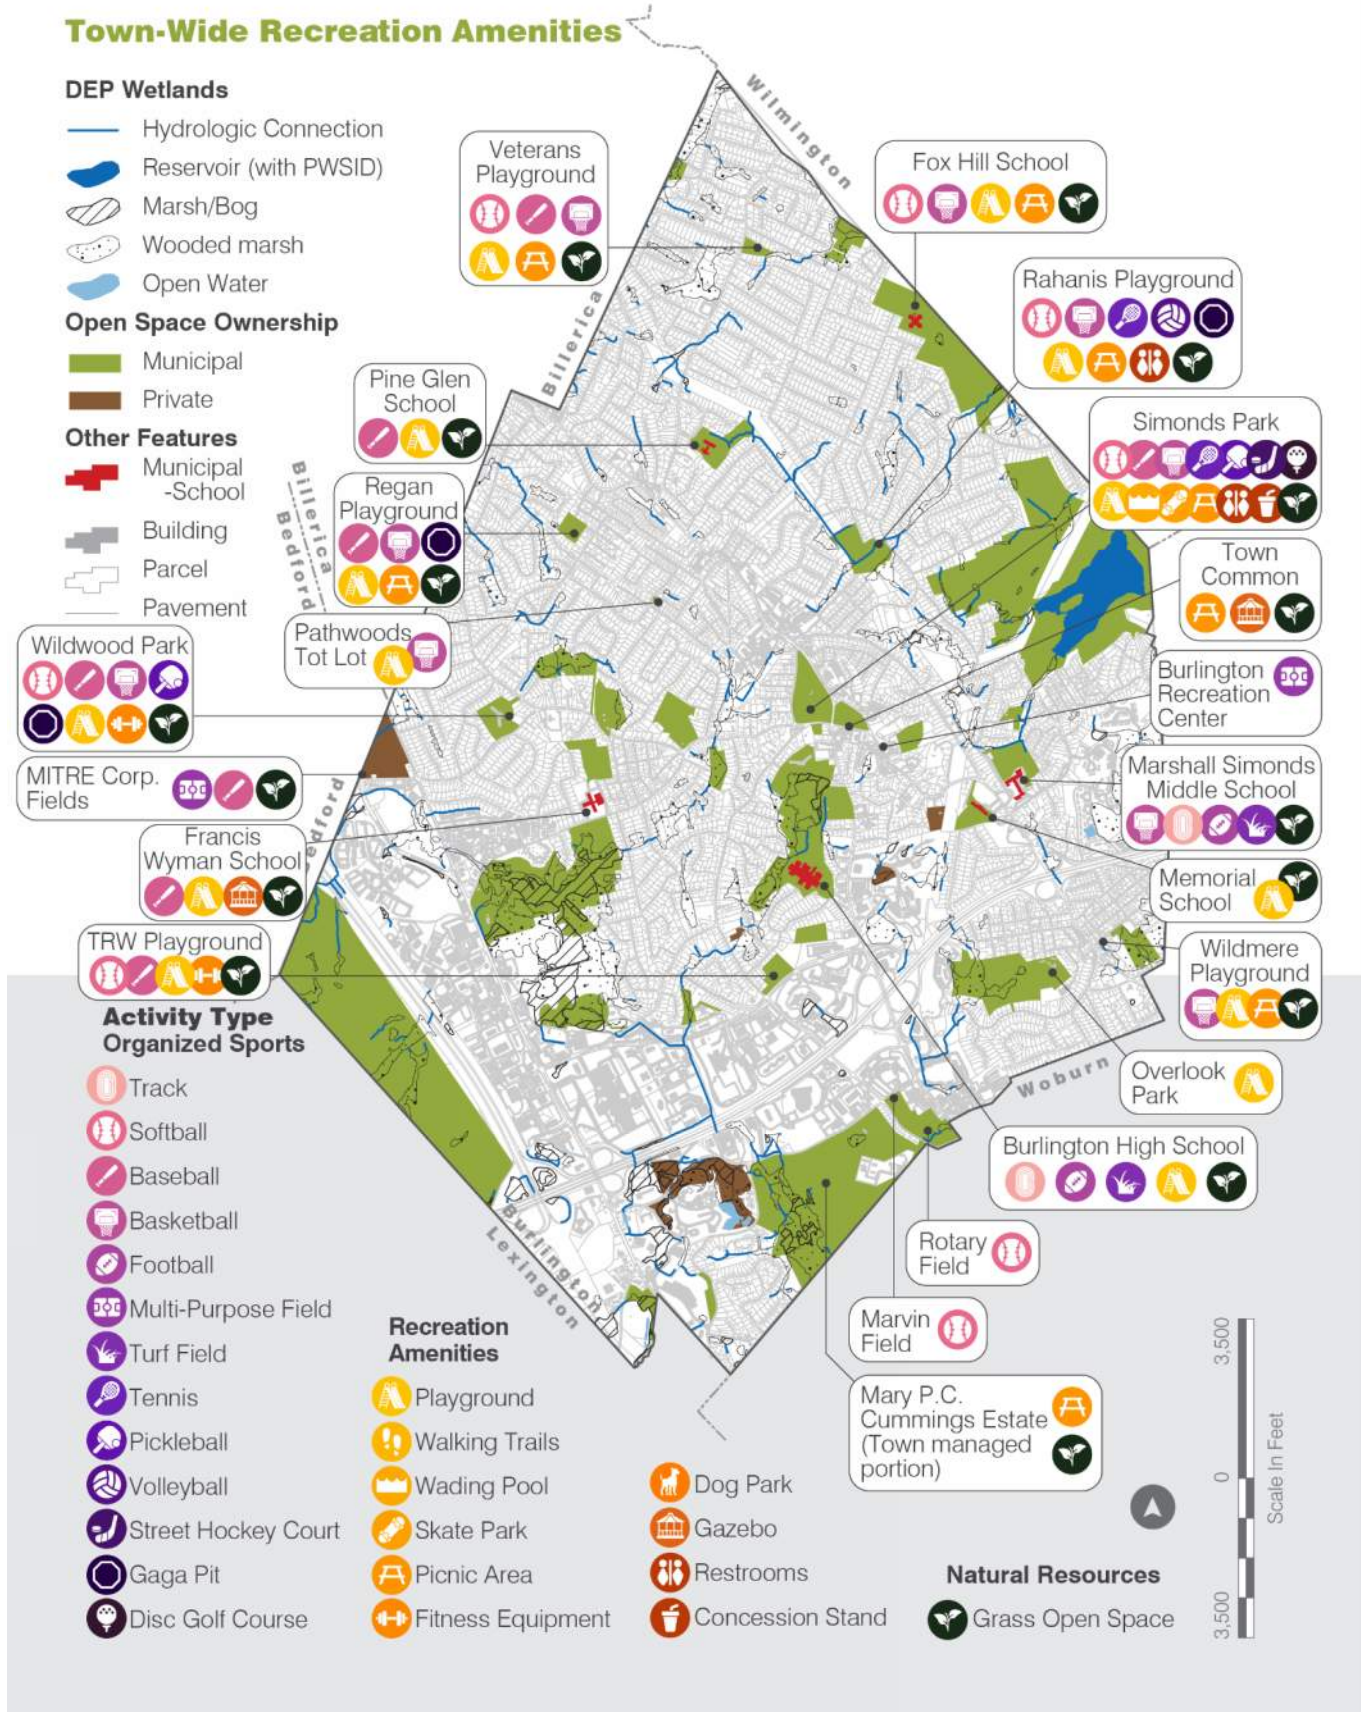 Town-Wide Recreation Amenities
DEP Wetlands
Hydrologic Connection
Reservoir (with PWSID)
Marsh/Bog
Wooded marsh
Open Water
Open Space Ownership
Municipal
Private
Other Features
Municipal
-School
Building
Parcel
Pavement
Wilmington
Billerica
Billerica
Bedford
edford
Burlington
Lexington
Woburn
Veterans
Playground
Fox Hill School
Rahanis Playground
Pine Glen
School
Simonds Park
Regan
Playground
Town
Common
Pathwoods
Tot Lot
Wildwood Park
Burlington
Recreation
Center
MITRE Corp.
Fields
Marshall Simonds
Middle School
Francis
Wyman School
Memorial
School
TRW Playground
Wildmere
Playground
Overlook
Park
Burlington High School
Rotary
Field
Marvin
Field
Mary P.C.
Cummings Estate
(Town managed
portion)
Activity Type
Organized Sports
Track
Softball
Baseball
Basketball
Football
Multi-Purpose Field
Turf Field
Tennis
Pickleball
Volleyball
Street Hockey Court
Gaga Pit
Disc Golf Course
Recreation
Amenities
Playground
Walking Trails
Wading Pool
Skate Park
Picnic Area
Fitness Equipment
Dog Park
Gazebo
Restrooms
Concession Stand
Natural Resources
Grass Open Space
3,500
0
3,500
Scale In Feet